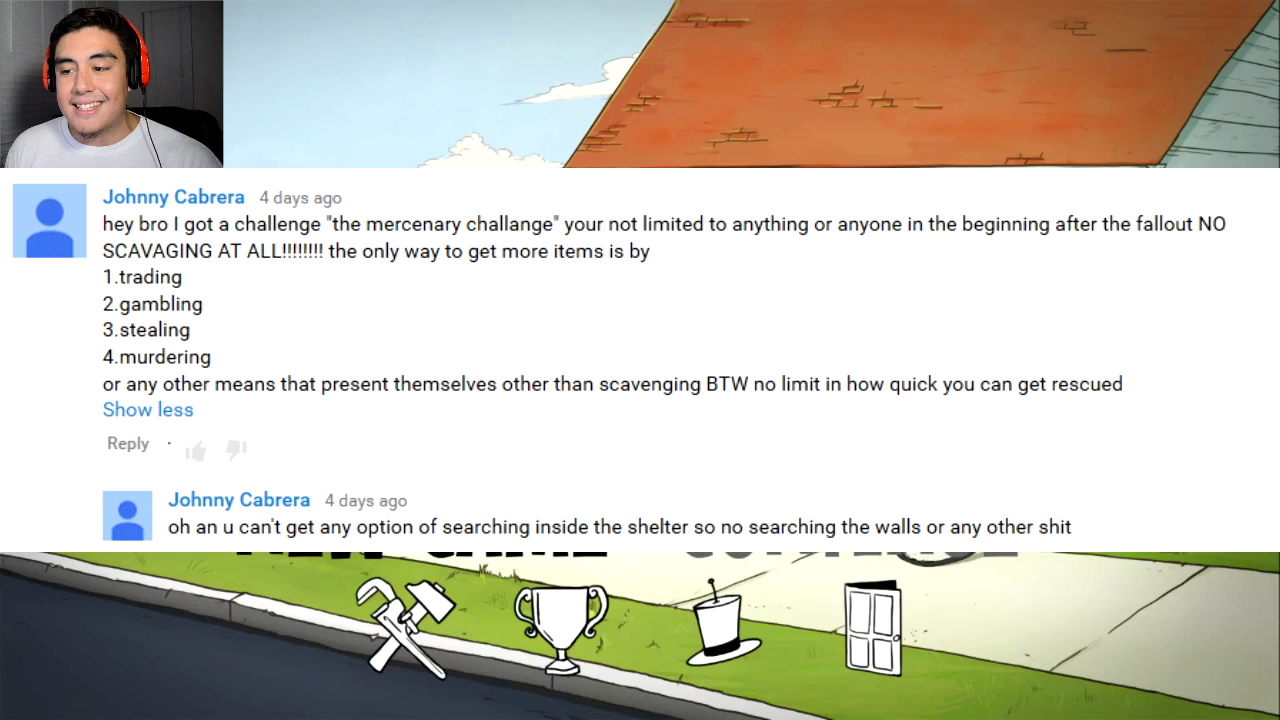 Johnny Cabrera 4 days ago
hey bro I got a challenge "the mercenary challange" your not limited to anything or anyone in the beginning after the fallout NO
SCAVAGING AT ALL!!!!!!!! the only way to get more items is by
1.trading
2.gambling
3.stealing
4.murdering
or any other means that present themselves other than scavenging BTW no limit in how quick you can get rescued
Show less
Reply ·
Johnny Cabrera 4 days ago
oh an u can't get any option of searching inside the shelter so no searching the walls or any other shit